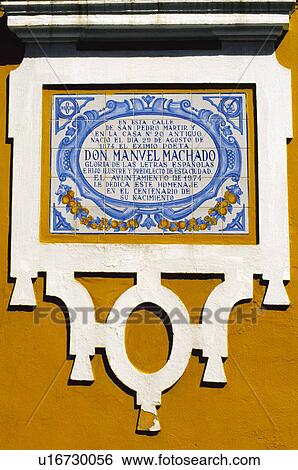 EN ESTA CALLE
DE SAN PEDRO MARTIR Y
EN LA CASA Nº 20 ANTIGUO
NACIO EL DIA 29 DE AGOSTO DE
1874 EL EXIMIO POETA
DON MANVEL MACHADO
GLORIA DE LAS LETRAS ESPAÑOLAS
E HIJO ILUSTRE Y PREDILECTO DE ESTA CIUDAD.
EL AYUNTAMIENTO DE 1974
LE DEDICA ESTE HOMENAJE
EN EL CENTENARIO DE
SU NACIMIENTO
FOTOSEARCH
u16730056 www.fotosearch.com